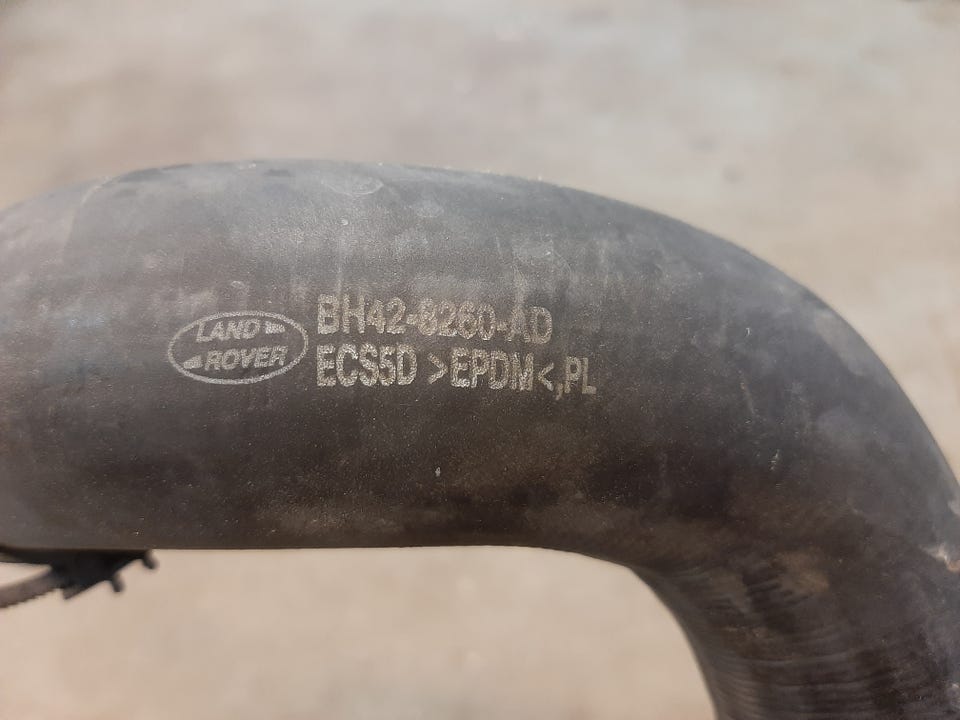 LAND
ROVER
BH42-8260-AD
ECS5D >EPDM<,PL